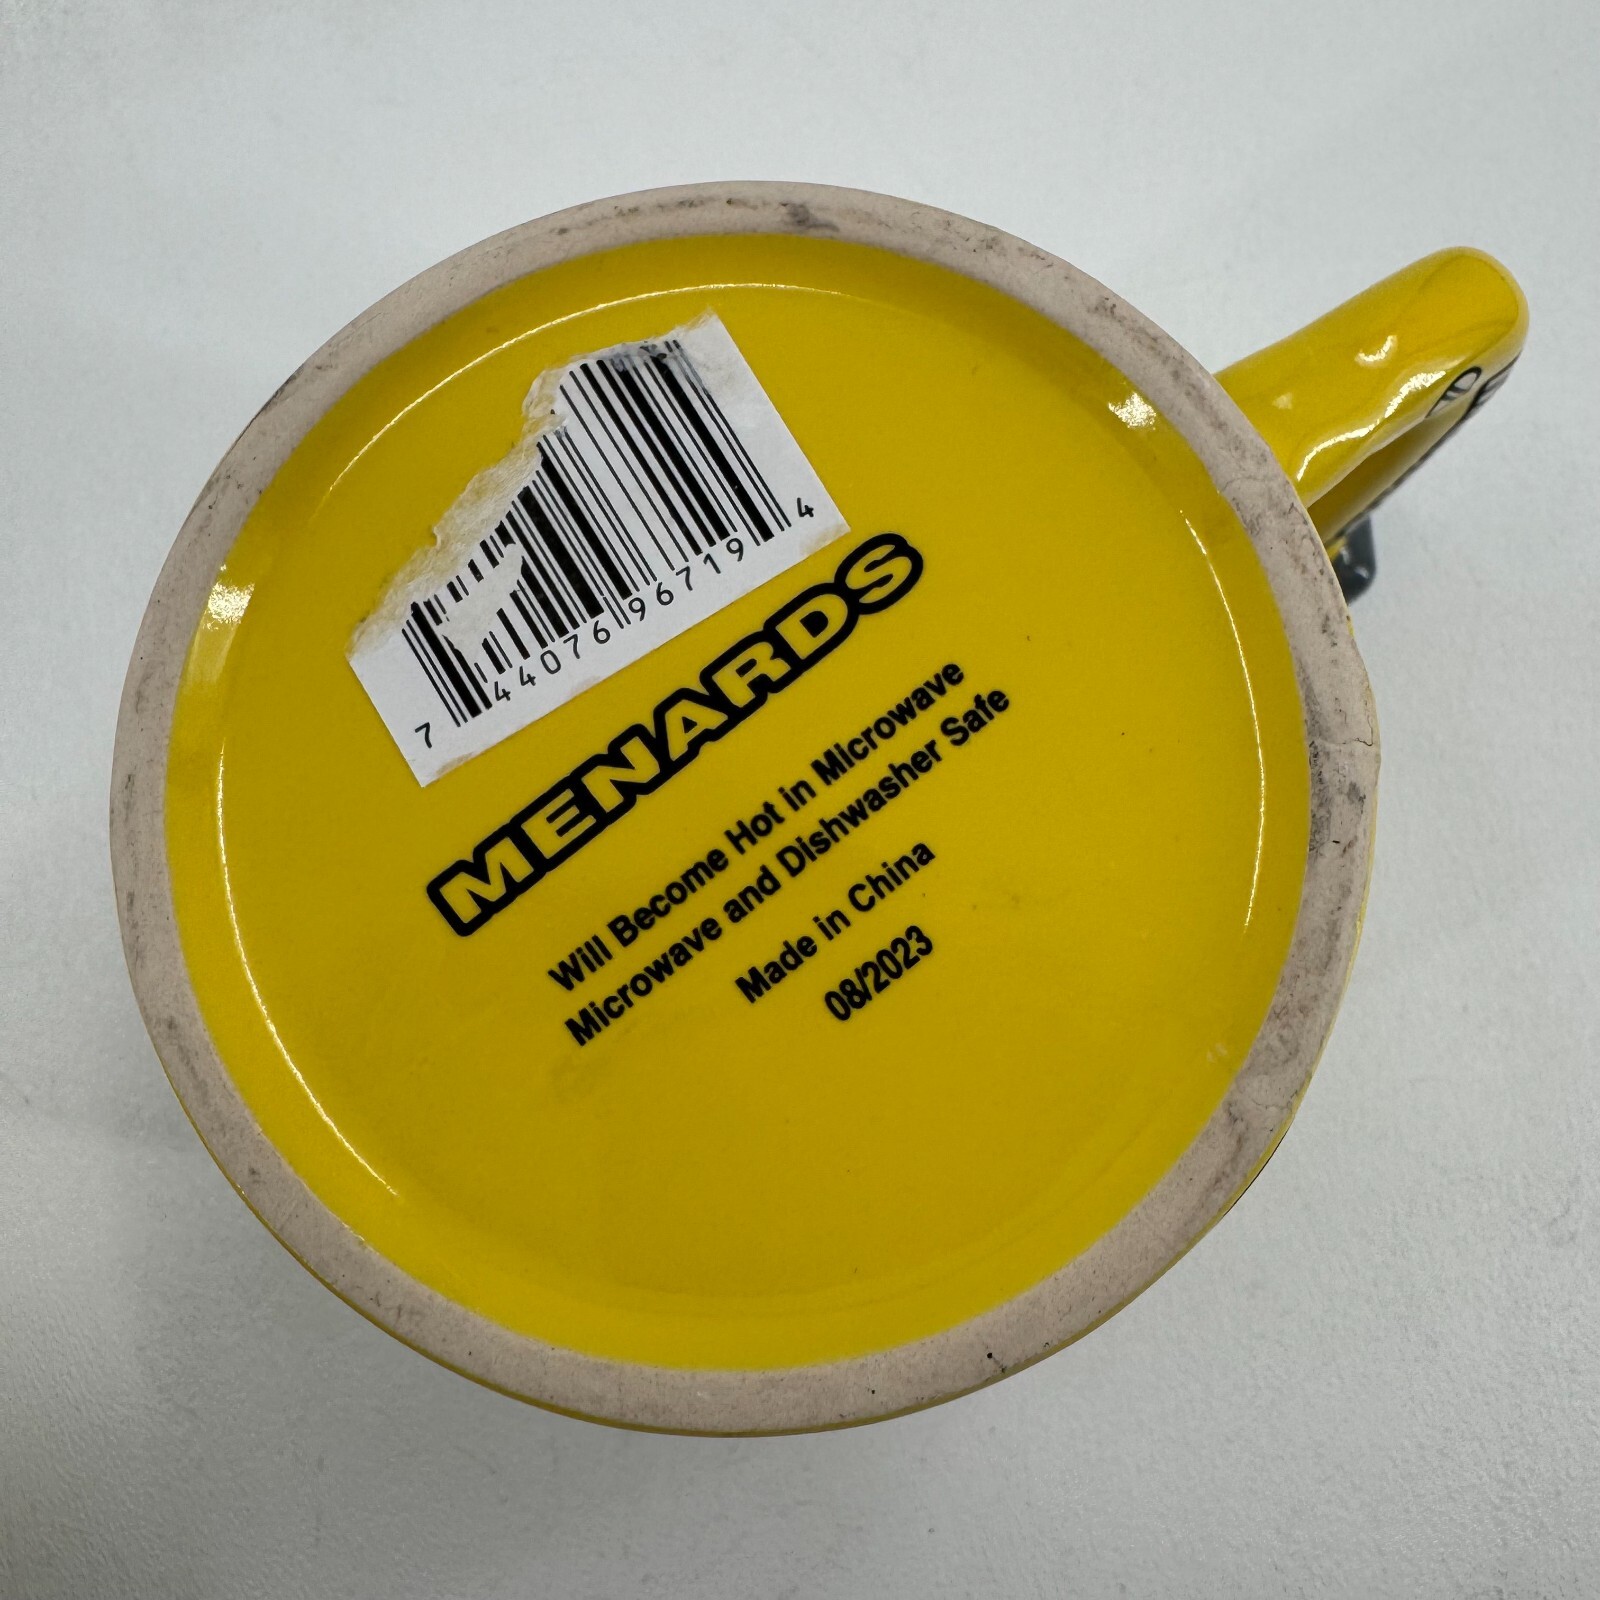 7 44076 96719 4
MENARDS
Will Become Hot in Microwave
Microwave and Dishwasher Safe
Made in China
08/2023